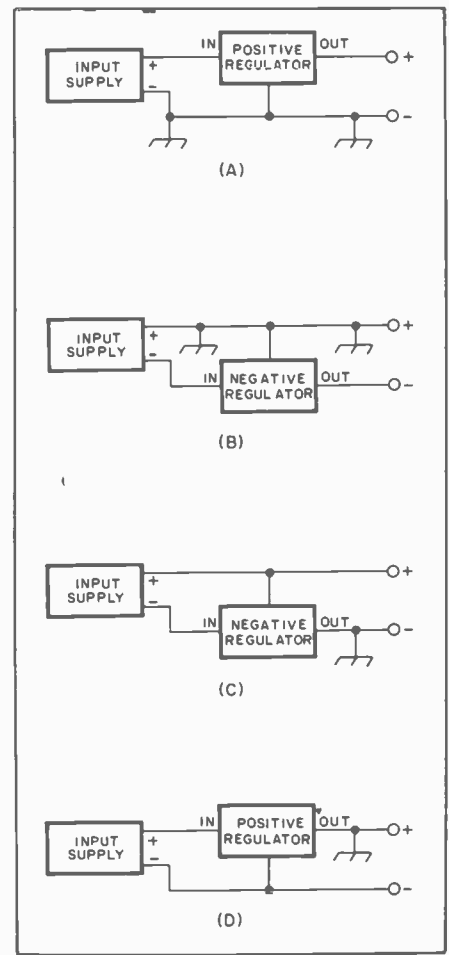 IN
POSITIVE
REGULATOR
OUT
INPUT
SUPPLY
+
-
+
-
(A)
INPUT
SUPPLY
+
-
IN
NEGATIVE
REGULATOR
OUT
+
-
(B)
INPUT
SUPPLY
+
-
IN
NEGATIVE
REGULATOR
OUT
+
-
(C)
INPUT
SUPPLY
+
-
IN
POSITIVE
REGULATOR
OUT
+
-
(D)